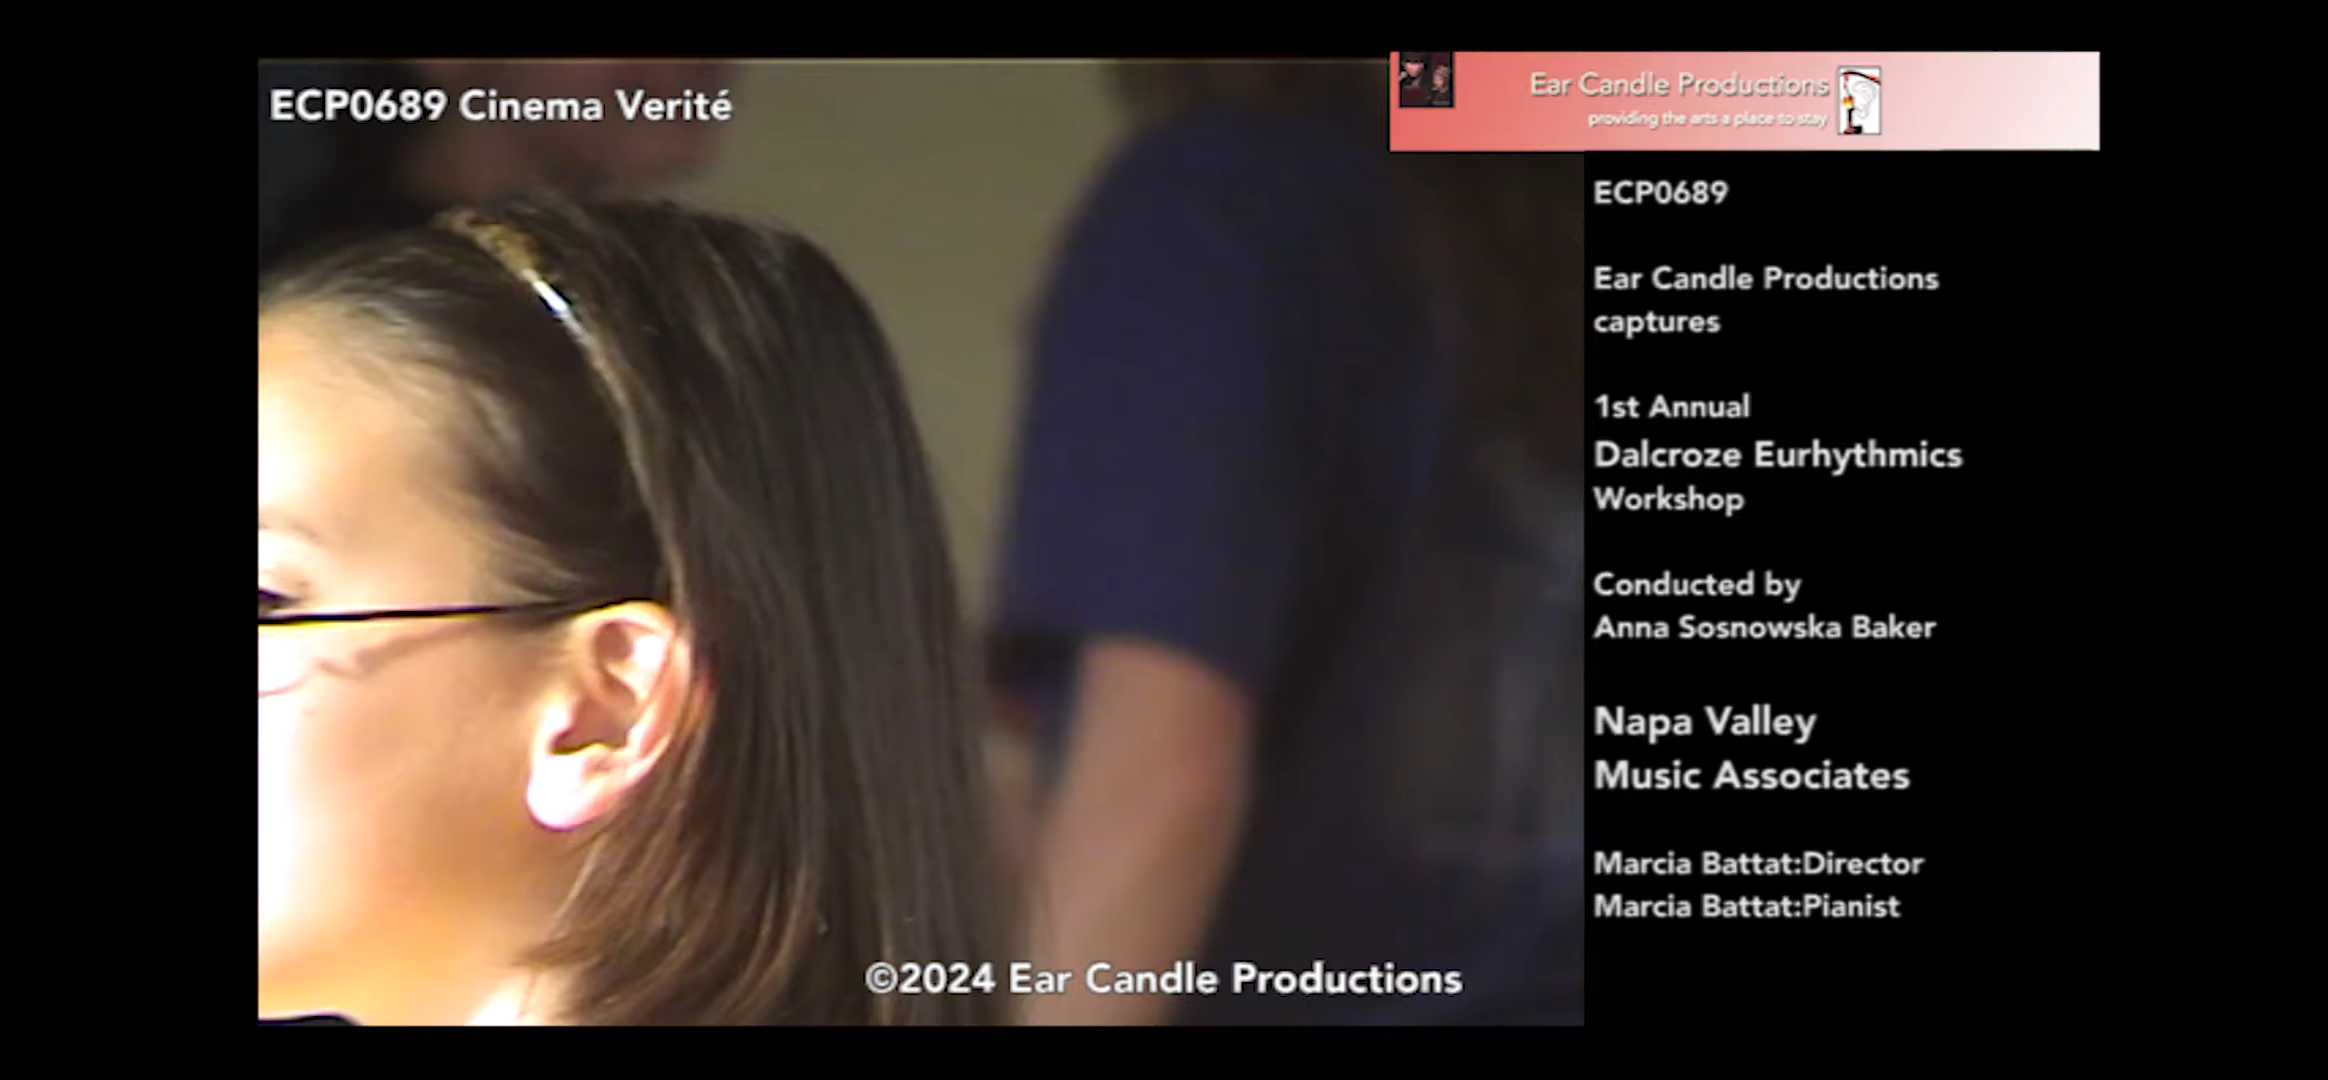 ECP0689 Cinema Verité
Ear Candle Productions
providing the arts a place to stay
ECP0689
Ear Candle Productions
captures
1st Annual
Dalcroze Eurhythmics
Workshop
Conducted by
Anna Sosnowska Baker
Napa Valley
Music Associates
Marcia Battat:Director
Marcia Battat:Pianist
©2024 Ear Candle Productions